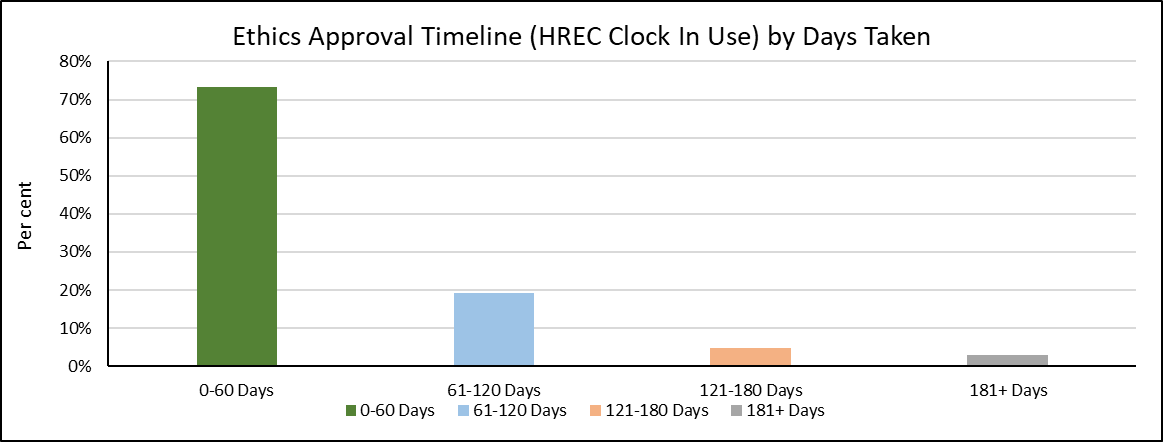 Ethics Approval Timeline (HREC Clock In Use) by Days Taken
80%
70%
60%
50%
40%
30%
20%
10%
0%
Per cent
0-60 Days
61-120 Days
121-180 Days
181+ Days
0-60 Days
61-120 Days
121-180 Days
181+ Days